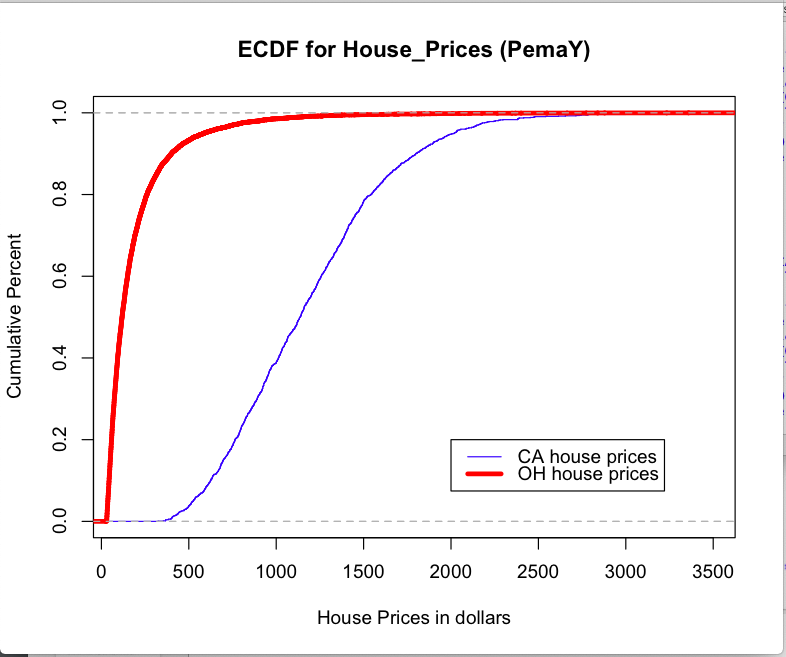 ECDF for House_Prices (PemaY)
Cumulative Percent
1.0
0.8
0.6
0.4
0.2
0.0
CA house prices
OH house prices
0 500 1000 1500 2000 2500 3000 3500
House Prices in dollars